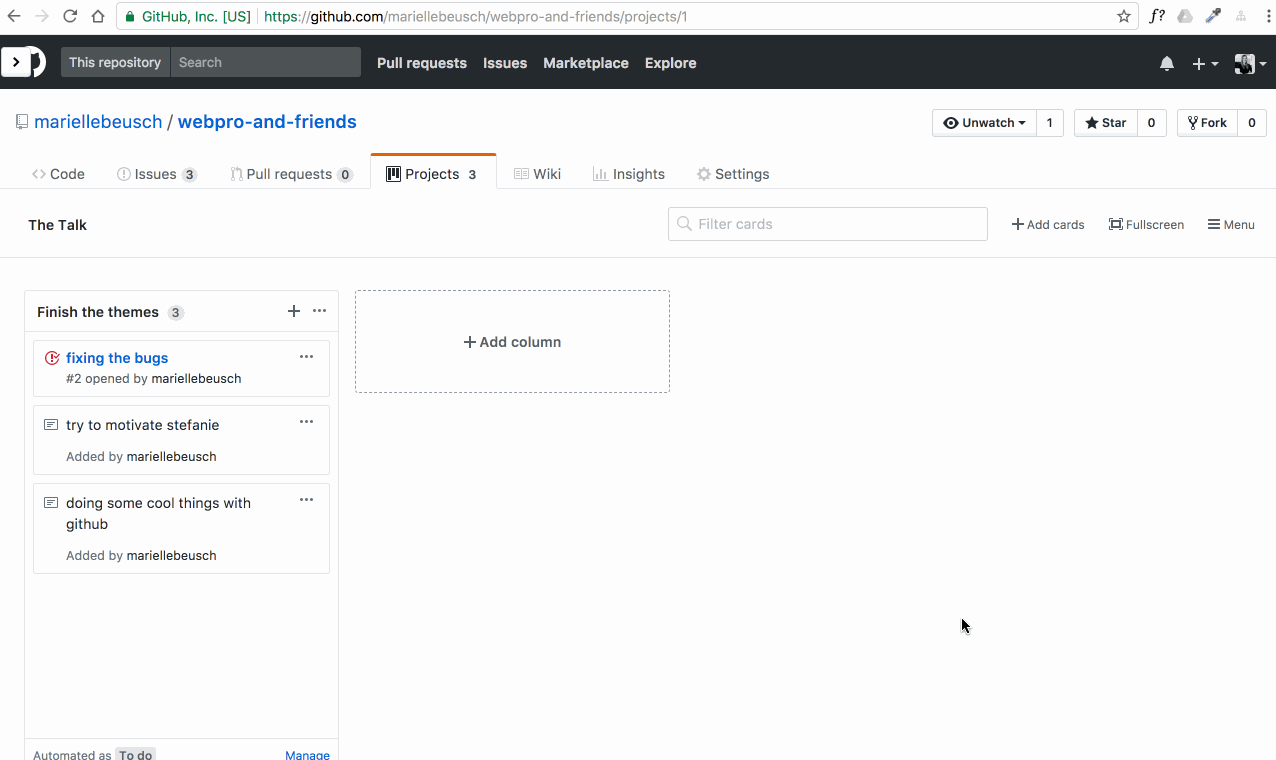 GitHub, Inc. [US] https://github.com/mariellebeusch/webpro-and-friends/projects/1 f?
This repository Search Pull requests Issues Marketplace Explore
mariellebeusch / webpro-and-friends Unwatch 1 Star 0 Fork 0
Code Issues 3 Pull requests 0 Projects 3 Wiki Insights Settings
The Talk Filter cards Add cards Fullscreen Menu
Finish the themes 3
fixing the bugs
#2 opened by mariellebeusch
try to motivate stefanie
Added by mariellebeusch
doing some cool things with
github
Added by mariellebeusch
Automated as To do Manage
Add column